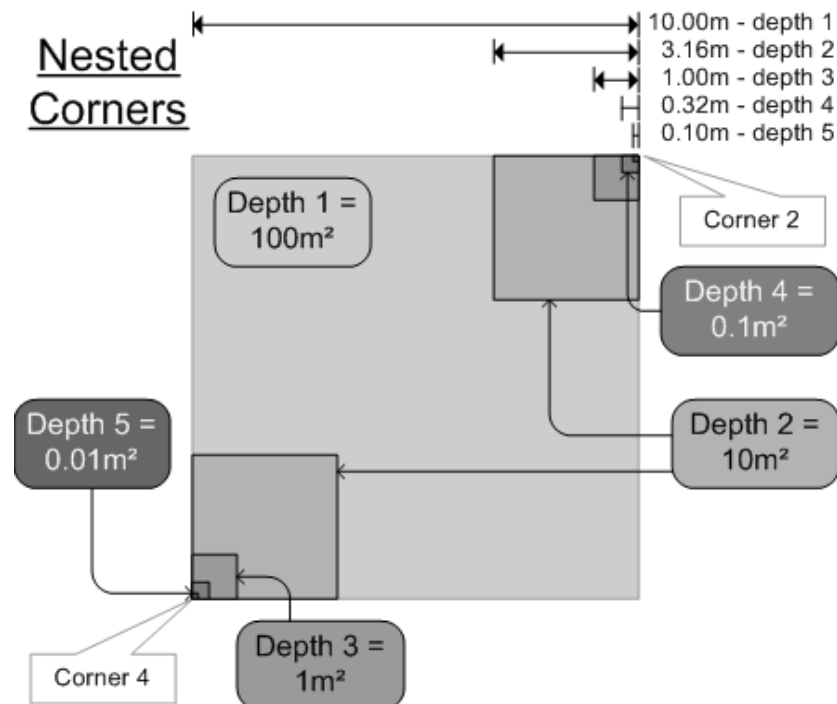 Nested
Corners
10.00m - depth 1
3.16m - depth 2
1.00m - depth 3
0.32m - depth 4
0.10m - depth 5
Depth 1 =
100m²
Corner 2
Depth 4 =
0.1m²
Depth 5 =
0.01m²
Depth 2 =
10m²
Corner 4
Depth 3 =
1m²